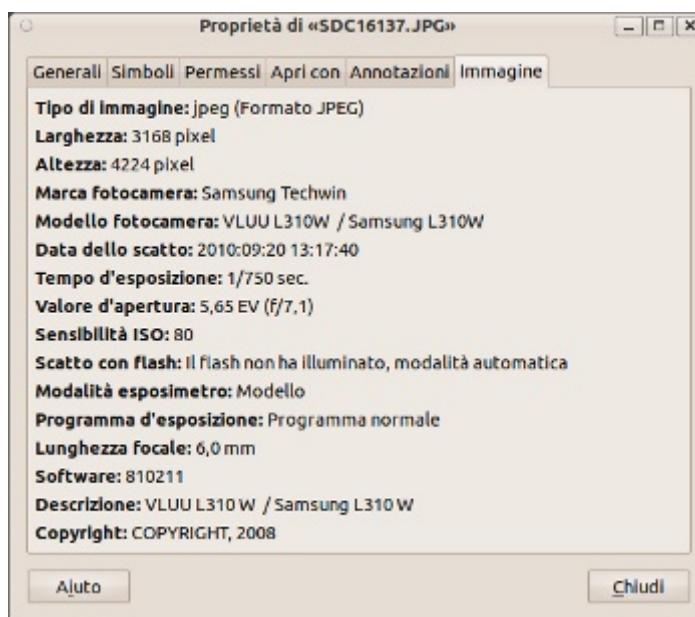 Proprietà di «SDC16137.JPG»
Generali Simboli Permessi Apri con Annotazioni Immagine
Tipo di immagine: jpeg (Formato JPEG)
Larghezza: 3168 pixel
Altezza: 4224 pixel
Marca fotocamera: Samsung Techwin
Modello fotocamera: VLUU L310W / Samsung L310W
Data dello scatto: 2010:09:20 13:17:40
Tempo d'esposizione: 1/750 sec.
Valore d'apertura: 5,65 EV (f/7,1)
Sensibilità ISO: 80
Scatto con flash: Il flash non ha illuminato, modalità automatica
Modalità esposimetro: Modello
Programma d'esposizione: Programma normale
Lunghezza focale: 6,0 mm
Software: 810211
Descrizione: VLUU L310 W / Samsung L310 W
Copyright: COPYRIGHT, 2008
Aiuto Chiudi